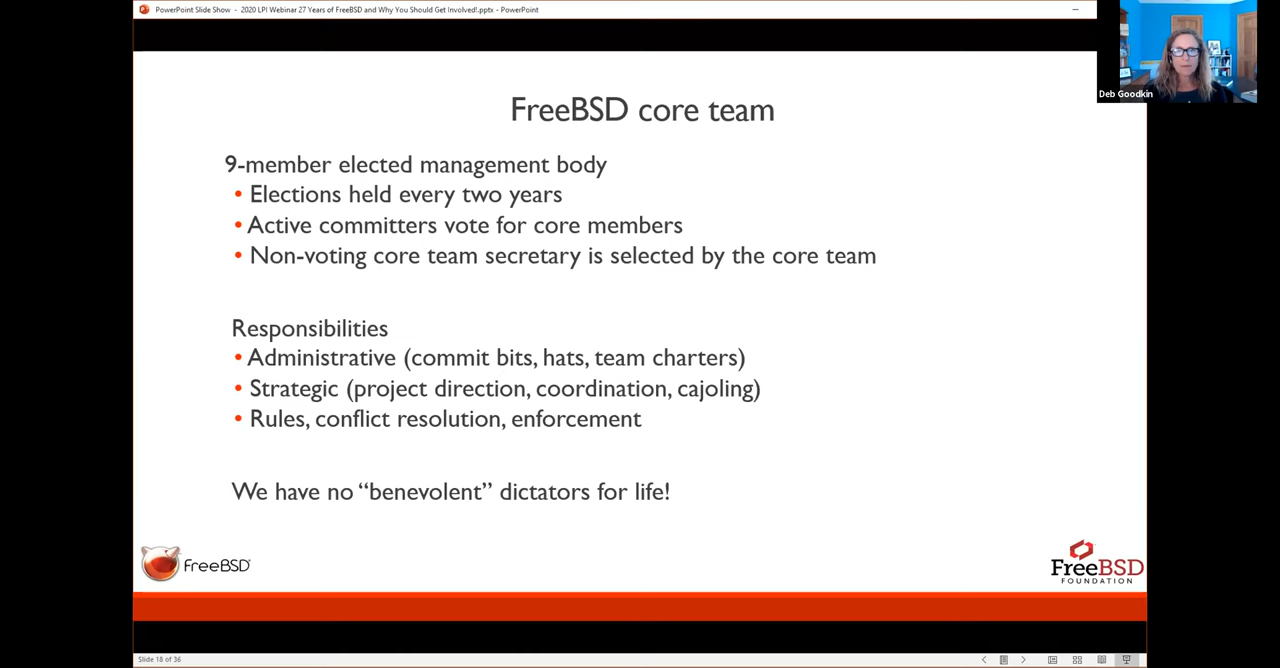 PowerPoint Slide Show - 2020 LPI Webinar 27 Years of FreeBSD and Why You Should Get Involved!.pptx - PowerPoint
Deb Goodkin
FreeBSD core team
9-member elected management body
• Elections held every two years
• Active committers vote for core members
• Non-voting core team secretary is selected by the core team
Responsibilities
• Administrative (commit bits, hats, team charters)
• Strategic (project direction, coordination, cajoling)
• Rules, conflict resolution, enforcement
We have no “benevolent” dictators for life!
FreeBSD
FreeBSD
FOUNDATION
Slide 18 of 36